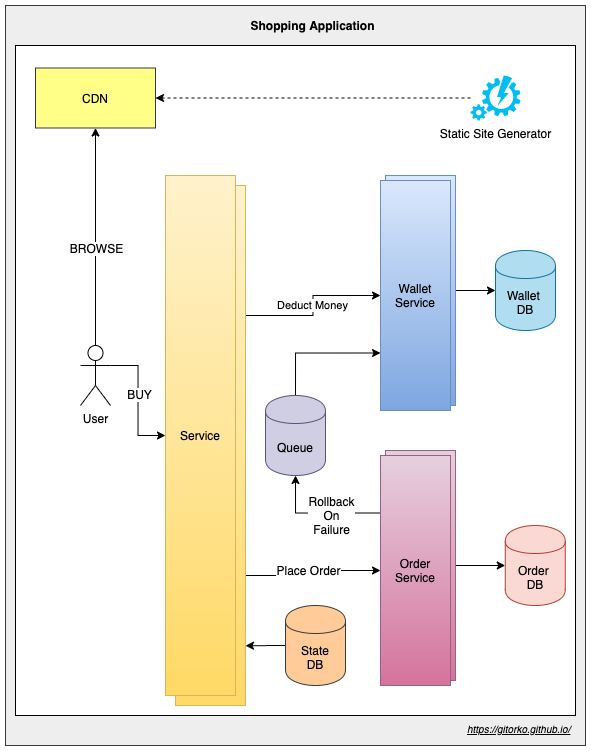 Shopping Application
CDN
Static Site Generator
BROWSE
Wallet
Service
Wallet
DB
Deduct Money
BUY
User
Service
Queue
Rollback
On
Failure
Place Order
Order
Service
Order
DB
State
DB
https://gitorko.github.io/